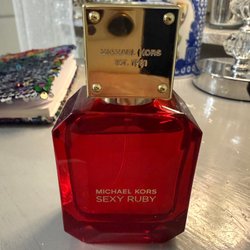 MICHAEL KORS
EST. 1981
MICHAEL KORS
SEXY RUBY